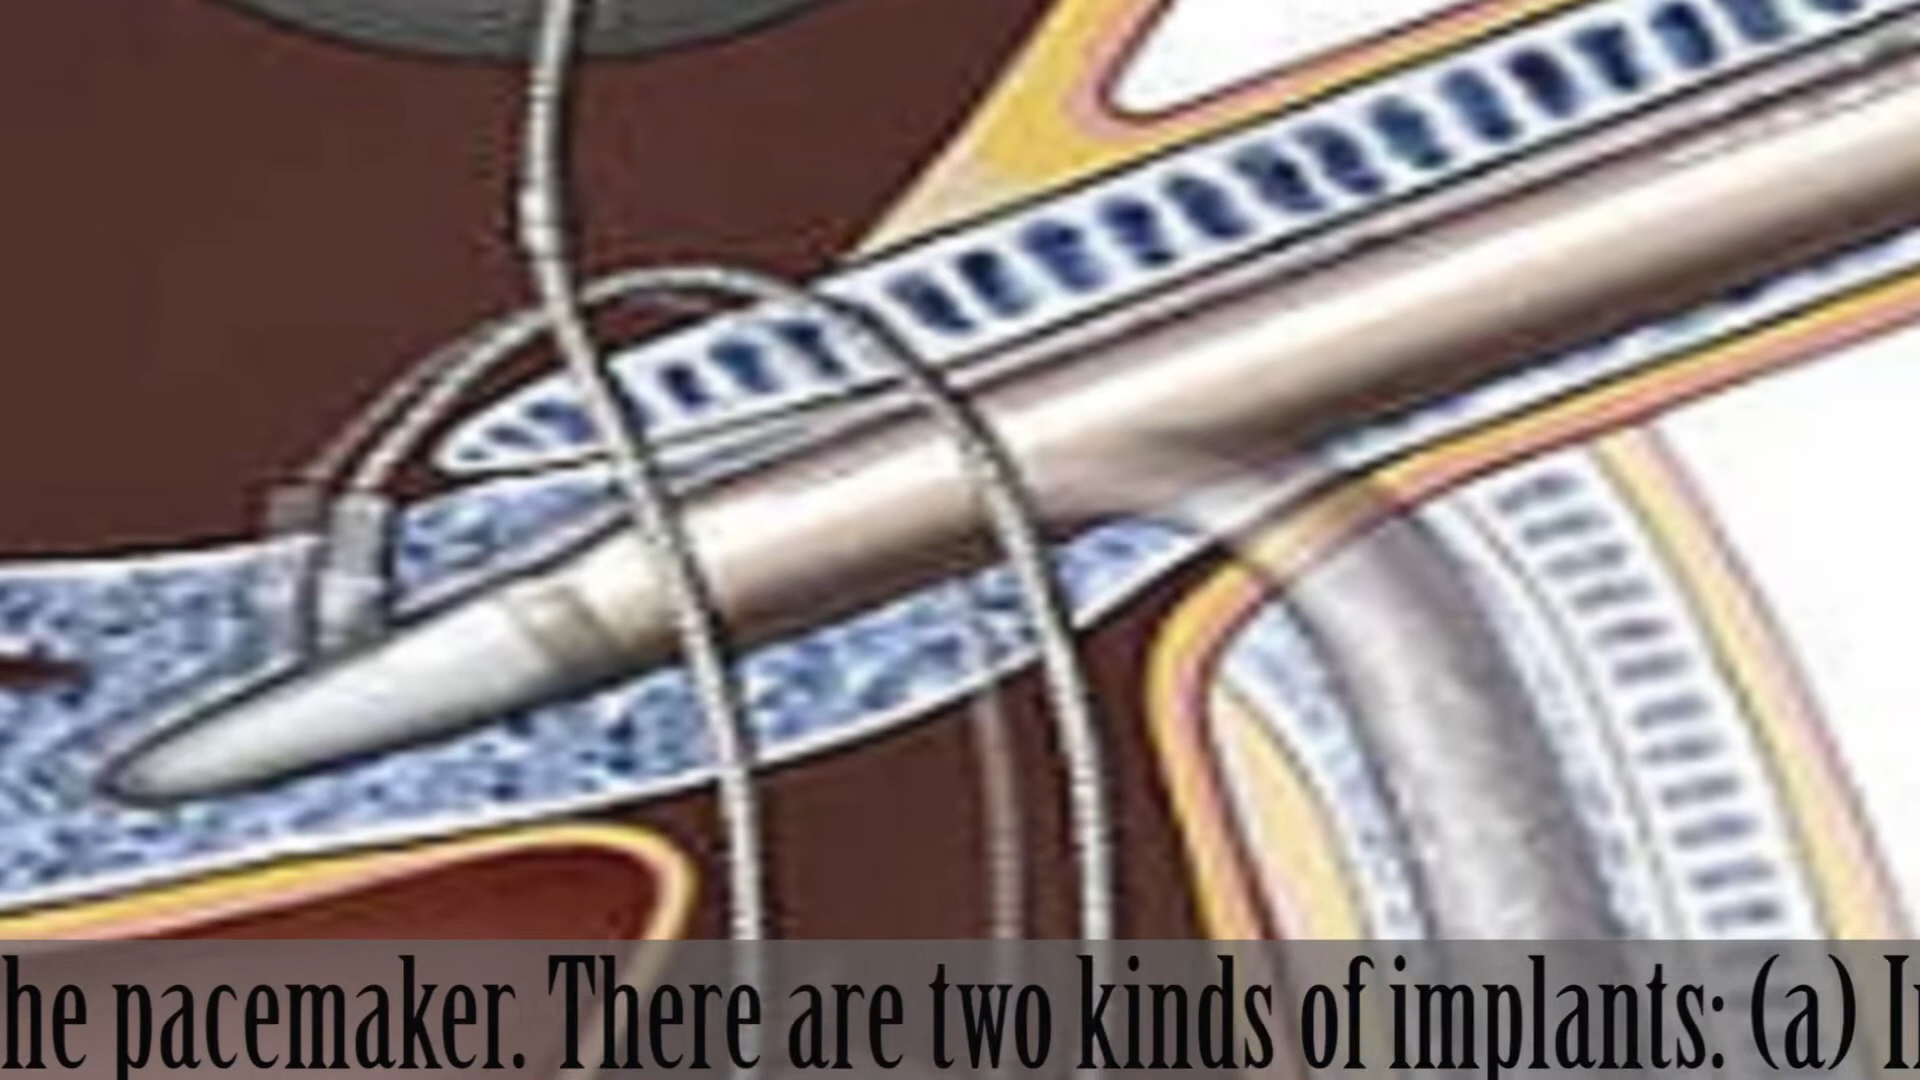 he pacemaker. There are two kinds of implants: (a)